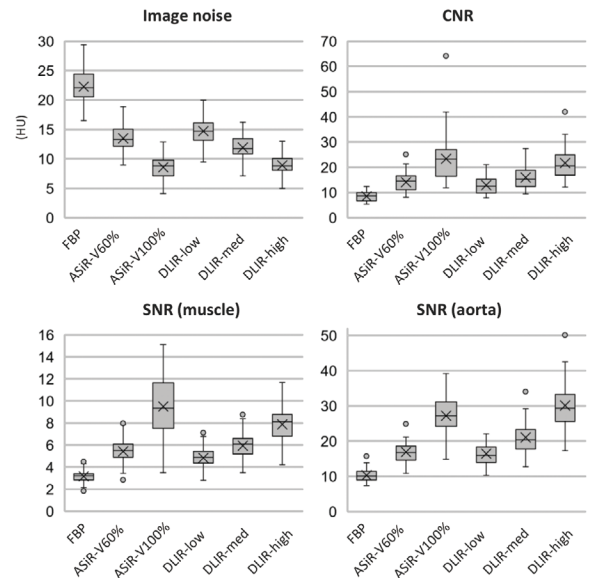 Image noise
(HU)
30
25
20
15
10
5
0
FBP
ASiR-V60%
ASiR-V100%
DLIR-low
DLIR-med
DLIR-high
CNR
70
60
50
40
30
20
10
0
FBP
ASiR-V60%
ASiR-V100%
DLIR-low
DLIR-med
DLIR-high
SNR (muscle)
16
14
12
10
8
6
4
2
0
FBP
ASiR-V60%
ASiR-V100%
DLIR-low
DLIR-med
DLIR-high
SNR (aorta)
50
40
30
20
10
0
FBP
ASiR-V60%
ASiR-V100%
DLIR-low
DLIR-med
DLIR-high